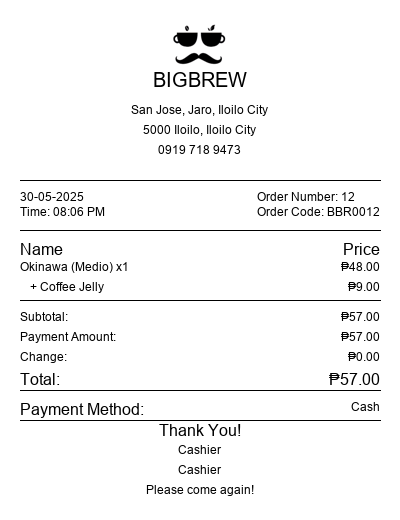 BIGBREW
San Jose, Jaro, Iloilo City
5000 Iloilo, Iloilo City
0919 718 9473
30-05-2025 Order Number: 12
Time: 08:06 PM Order Code: BBR0012
Name Price
Okinawa (Medio) x1 ₱48.00
+ Coffee Jelly ₱9.00
Subtotal: ₱57.00
Payment Amount: ₱57.00
Change: ₱0.00
Total: ₱57.00
Payment Method: Cash
Thank You!
Cashier
Cashier
Please come again!